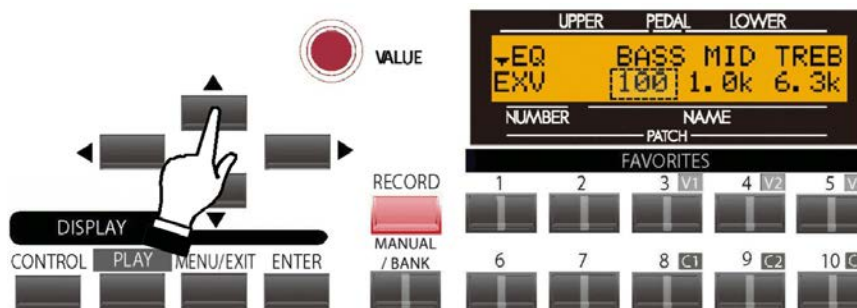 UPPER PEDAL LOWER
EQ BASS MID TREB
EXV 100 1.0k 6.3k
NUMBER NAME
PATCH
VALUE
FAVORITES
RECORD
1 2 3 V1 4 V2 5
DISPLAY
MANUAL
/ BANK
CONTROL PLAY MENU/EXIT ENTER
6 7 8 C1 9 C2 10